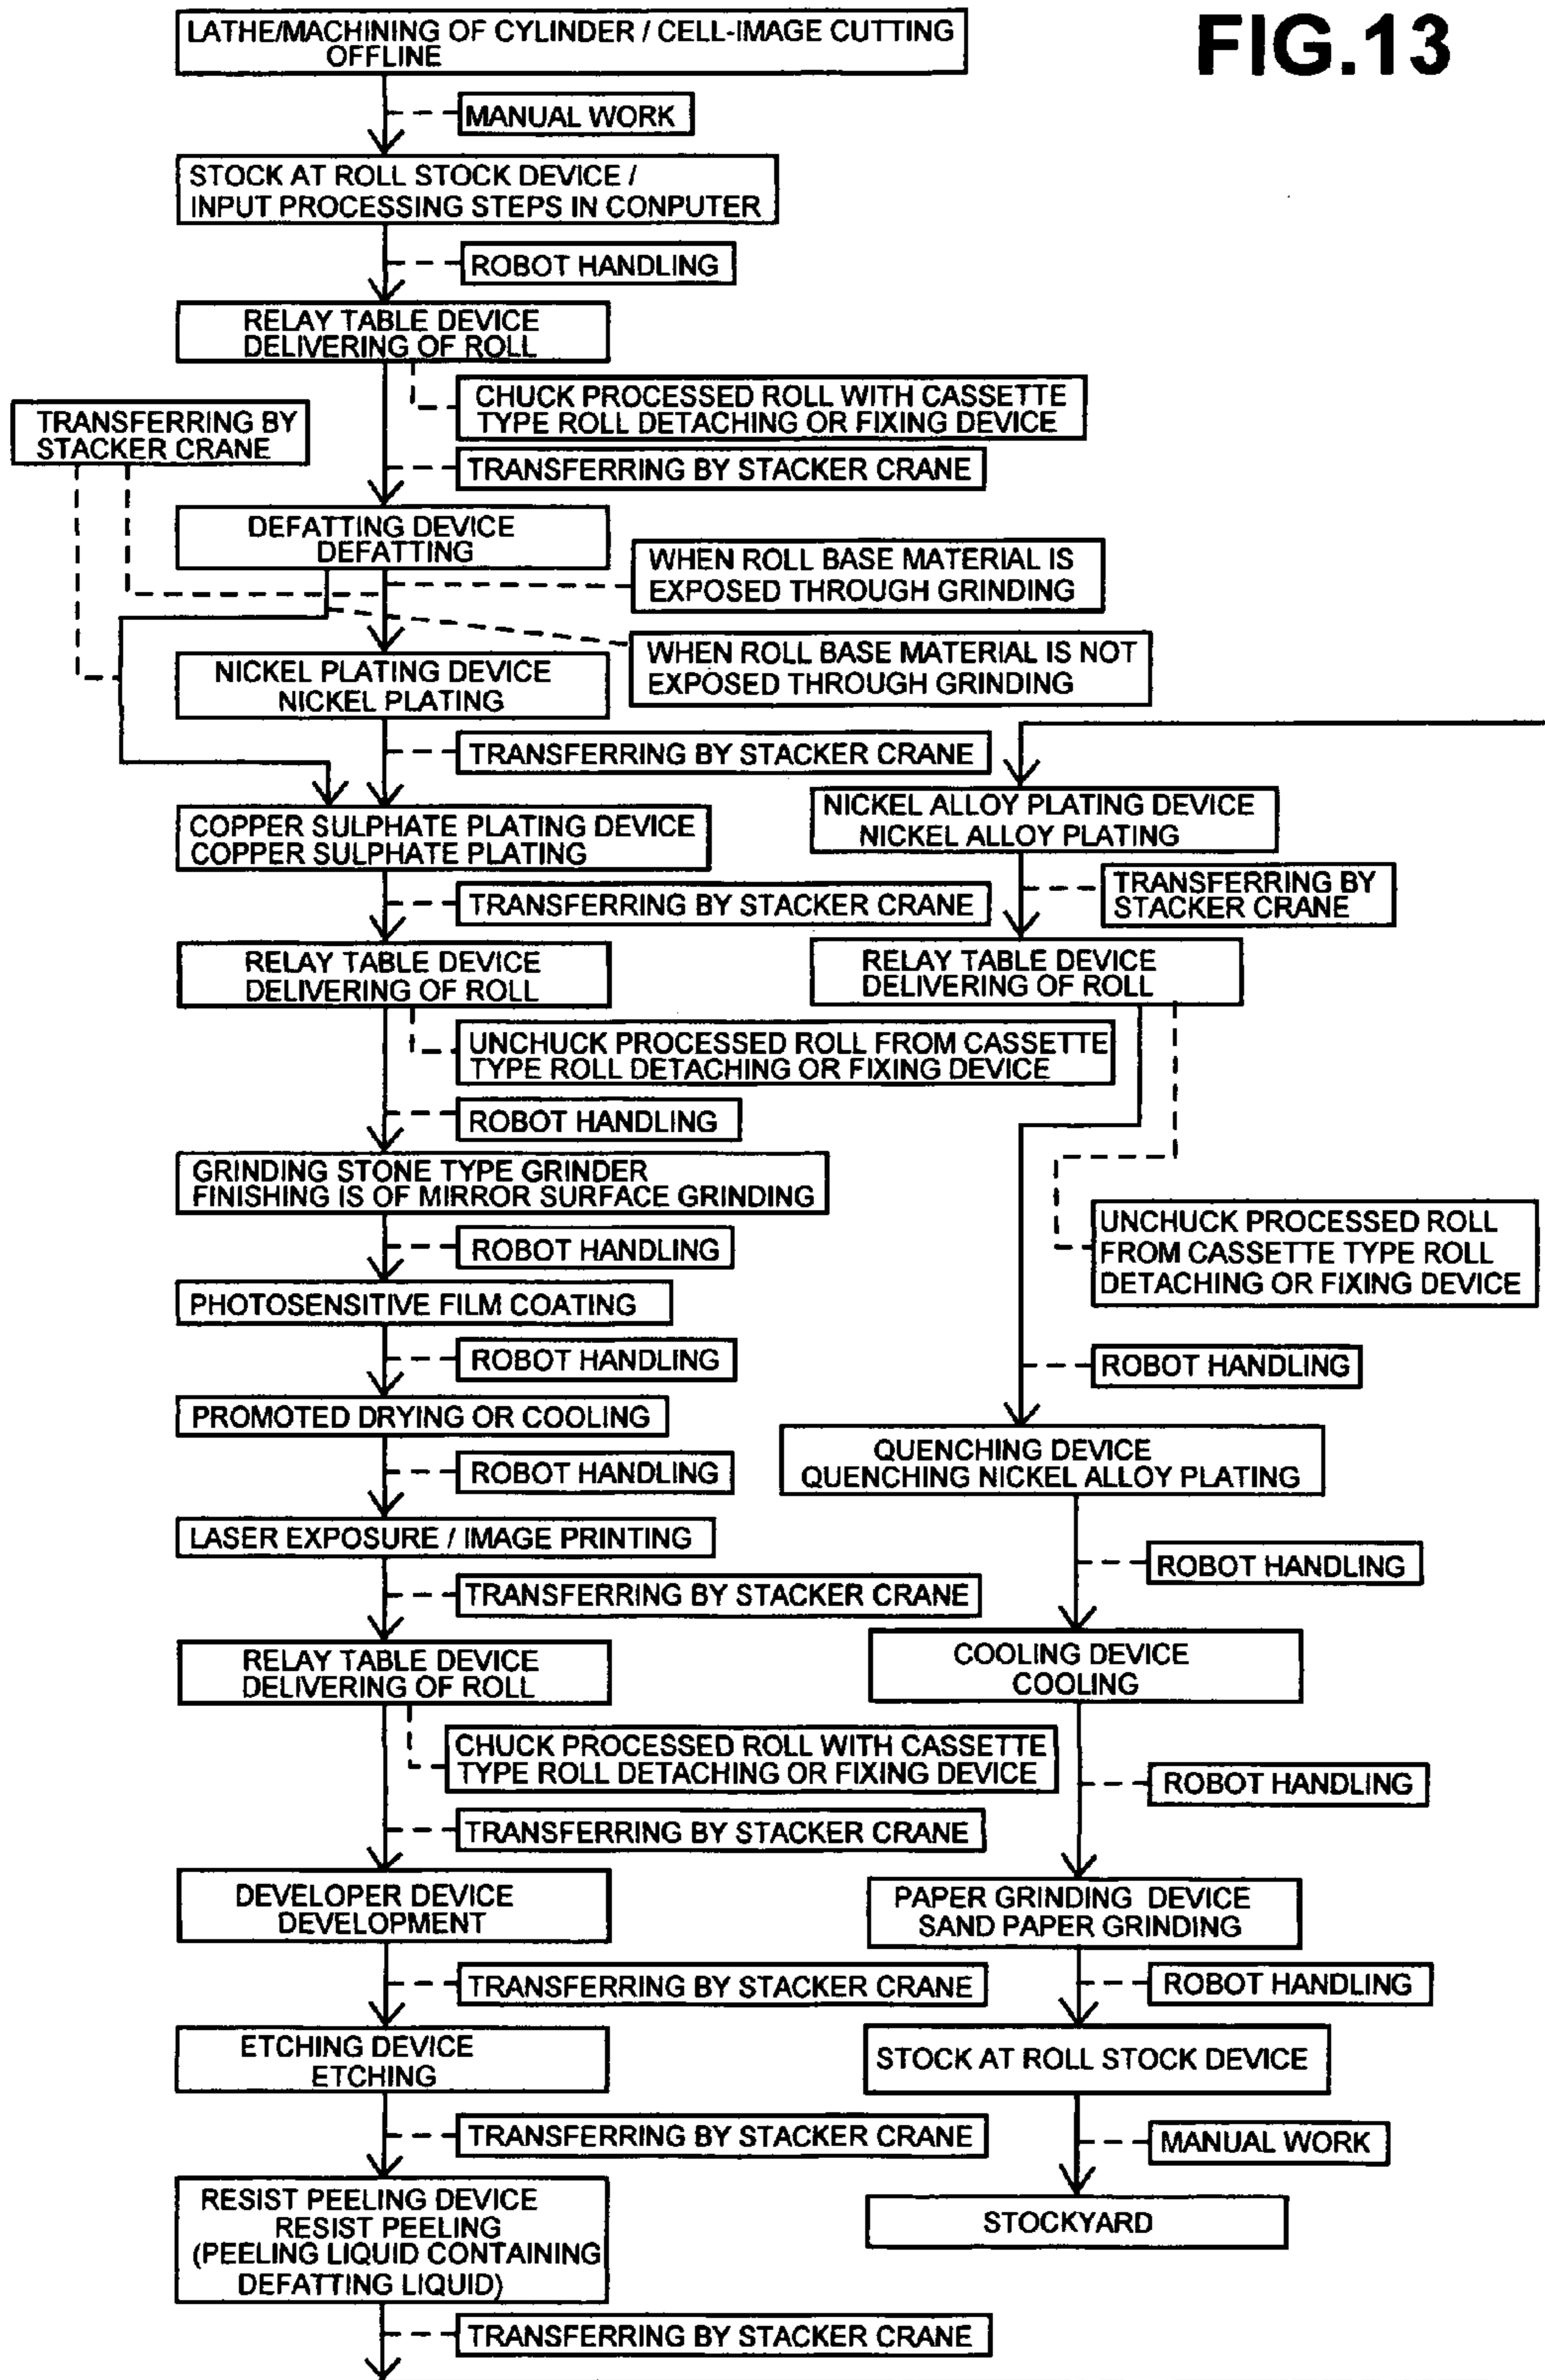 FIG.13
LATHE/MACHINING OF CYLINDER / CELL-IMAGE CUTTING
OFFLINE
MANUAL WORK
STOCK AT ROLL STOCK DEVICE /
INPUT PROCESSING STEPS IN CONPUTER
ROBOT HANDLING
RELAY TABLE DEVICE
DELIVERING OF ROLL
CHUCK PROCESSED ROLL WITH CASSETTE
TYPE ROLL DETACHING OR FIXING DEVICE
TRANSFERRING BY
STACKER CRANE
TRANSFERRING BY STACKER CRANE
DEFATTING DEVICE
DEFATTING
WHEN ROLL BASE MATERIAL IS
EXPOSED THROUGH GRINDING
WHEN ROLL BASE MATERIAL IS NOT
EXPOSED THROUGH GRINDING
NICKEL PLATING DEVICE
NICKEL PLATING
TRANSFERRING BY STACKER CRANE
COPPER SULPHATE PLATING DEVICE
COPPER SULPHATE PLATING
TRANSFERRING BY STACKER CRANE
RELAY TABLE DEVICE
DELIVERING OF ROLL
UNCHUCK PROCESSED ROLL FROM CASSETTE
TYPE ROLL DETACHING OR FIXING DEVICE
ROBOT HANDLING
GRINDING STONE TYPE GRINDER
FINISHING IS OF MIRROR SURFACE GRINDING
ROBOT HANDLING
PHOTOSENSITIVE FILM COATING
ROBOT HANDLING
PROMOTED DRYING OR COOLING
ROBOT HANDLING
LASER EXPOSURE / IMAGE PRINTING
TRANSFERRING BY STACKER CRANE
RELAY TABLE DEVICE
DELIVERING OF ROLL
CHUCK PROCESSED ROLL WITH CASSETTE
TYPE ROLL DETACHING OR FIXING DEVICE
TRANSFERRING BY STACKER CRANE
DEVELOPER DEVICE
DEVELOPMENT
TRANSFERRING BY STACKER CRANE
ETCHING DEVICE
ETCHING
TRANSFERRING BY STACKER CRANE
RESIST PEELING DEVICE
RESIST PEELING
(PEELING LIQUID CONTAINING
DEFATTING LIQUID)
TRANSFERRING BY STACKER CRANE
NICKEL ALLOY PLATING DEVICE
NICKEL ALLOY PLATING
TRANSFERRING BY
STACKER CRANE
RELAY TABLE DEVICE
DELIVERING OF ROLL
UNCHUCK PROCESSED ROLL
FROM CASSETTE TYPE ROLL
DETACHING OR FIXING DEVICE
ROBOT HANDLING
QUENCHING DEVICE
QUENCHING NICKEL ALLOY PLATING
ROBOT HANDLING
COOLING DEVICE
COOLING
ROBOT HANDLING
PAPER GRINDING DEVICE
SAND PAPER GRINDING
ROBOT HANDLING
STOCK AT ROLL STOCK DEVICE
MANUAL WORK
STOCKYARD